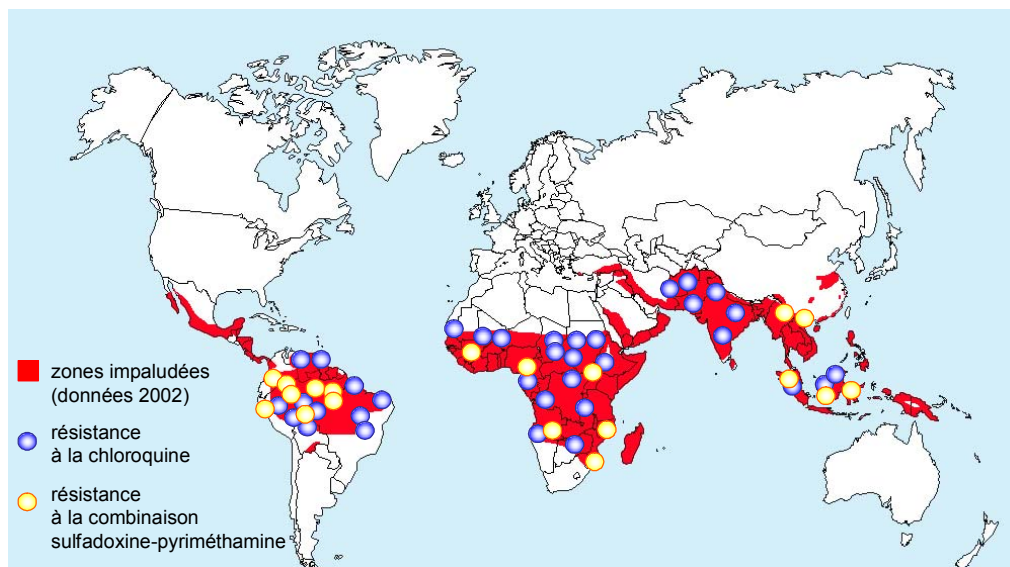 zones impaludées
(données 2002)
résistance
à la chloroquine
résistance
à la combinaison
sulfadoxine-pyriméthamine